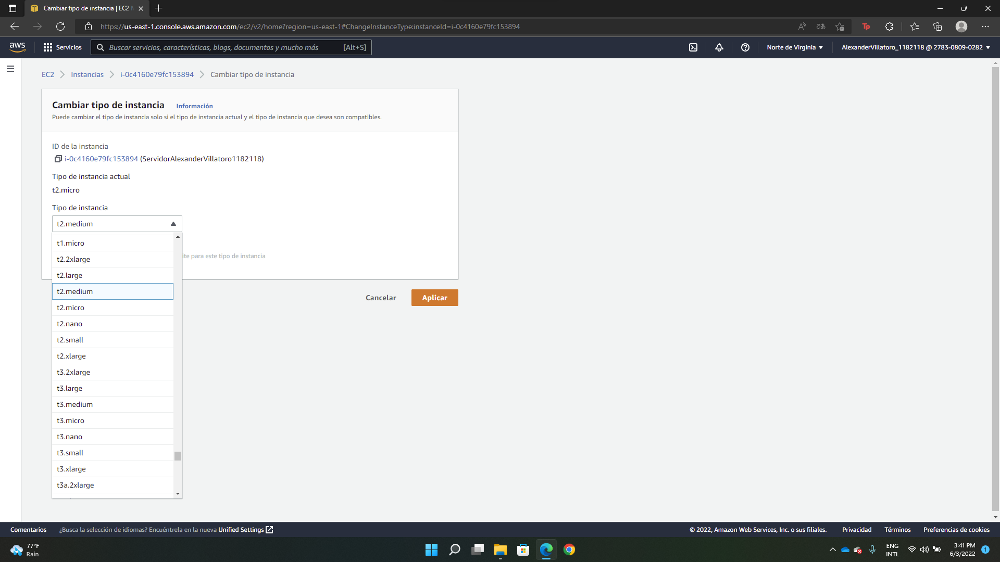 Cambiar tipo de instancia | EC2 M
https://us-east-1.console.aws.amazon.com/ec2/v2/home?region=us-east-1#ChangeInstanceType:instanceId=i-0c4160e79fc153894
aws
Servicios
Buscar servicios, características, blogs, documentos y mucho más
[Alt+S]
Norte de Virginia
AlexanderVillatoro_1182118 @ 2783-0809-0282
EC2
Instancias
i-0c4160e79fc153894
Cambiar tipo de instancia
Cambiar tipo de instancia
Información
Puede cambiar el tipo de instancia solo si el tipo de instancia actual y el tipo de instancia que desea son compatibles.
ID de la instancia
i-0c4160e79fc153894 (ServidorAlexanderVillatoro1182118)
Tipo de instancia actual
t2.micro
Tipo de instancia
t2.medium
t1.micro
t2.2xlarge
ite para este tipo de instancia
t2.large
t2.medium
t2.micro
t2.nano
t2.small
t2.xlarge
t3.2xlarge
t3.large
t3.medium
t3.micro
t3.nano
t3.small
t3.xlarge
t3a.2xlarge
Cancelar
Aplicar
Comentarios
¿Busca la selección de idiomas? Encuéntrela en la nueva Unified Settings
© 2022, Amazon Web Services, Inc. o sus filiales.
Privacidad
Términos
Preferencias de cookies
77°F
Rain
ENG
INTL
3:41 PM
6/3/2022
1